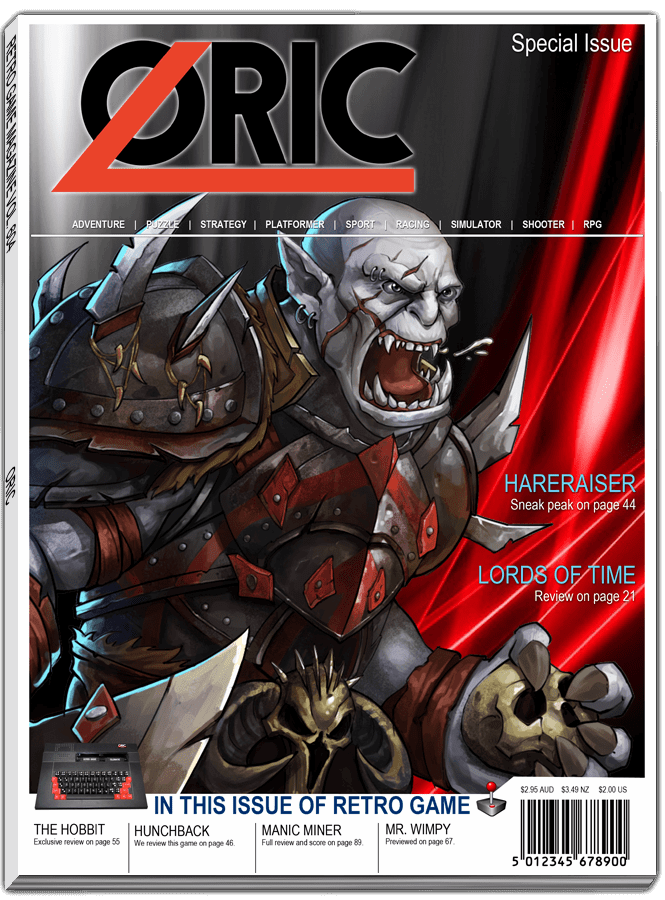 ORIC
Special Issue
ADVENTURE | PUZZLE | STRATEGY | PLATFORMER | SPORT | RACING | SIMULATOR | SHOOTER | RPG
HARERAISER
Sneak peak on page 44
LORDS OF TIME
Review on page 21
IN THIS ISSUE OF RETRO GAME
$2.95 AUD $3.49 NZ $2.00 US
THE HOBBIT
Exclusive review on page 55
HUNCHBACK
We review this game on page 46.
MANIC MINER
Full review and score on page 89.
MR. WIMPY
Previewed on page 67.
5 012345 678900
RETRO GAME MAGAZINE
ORIC